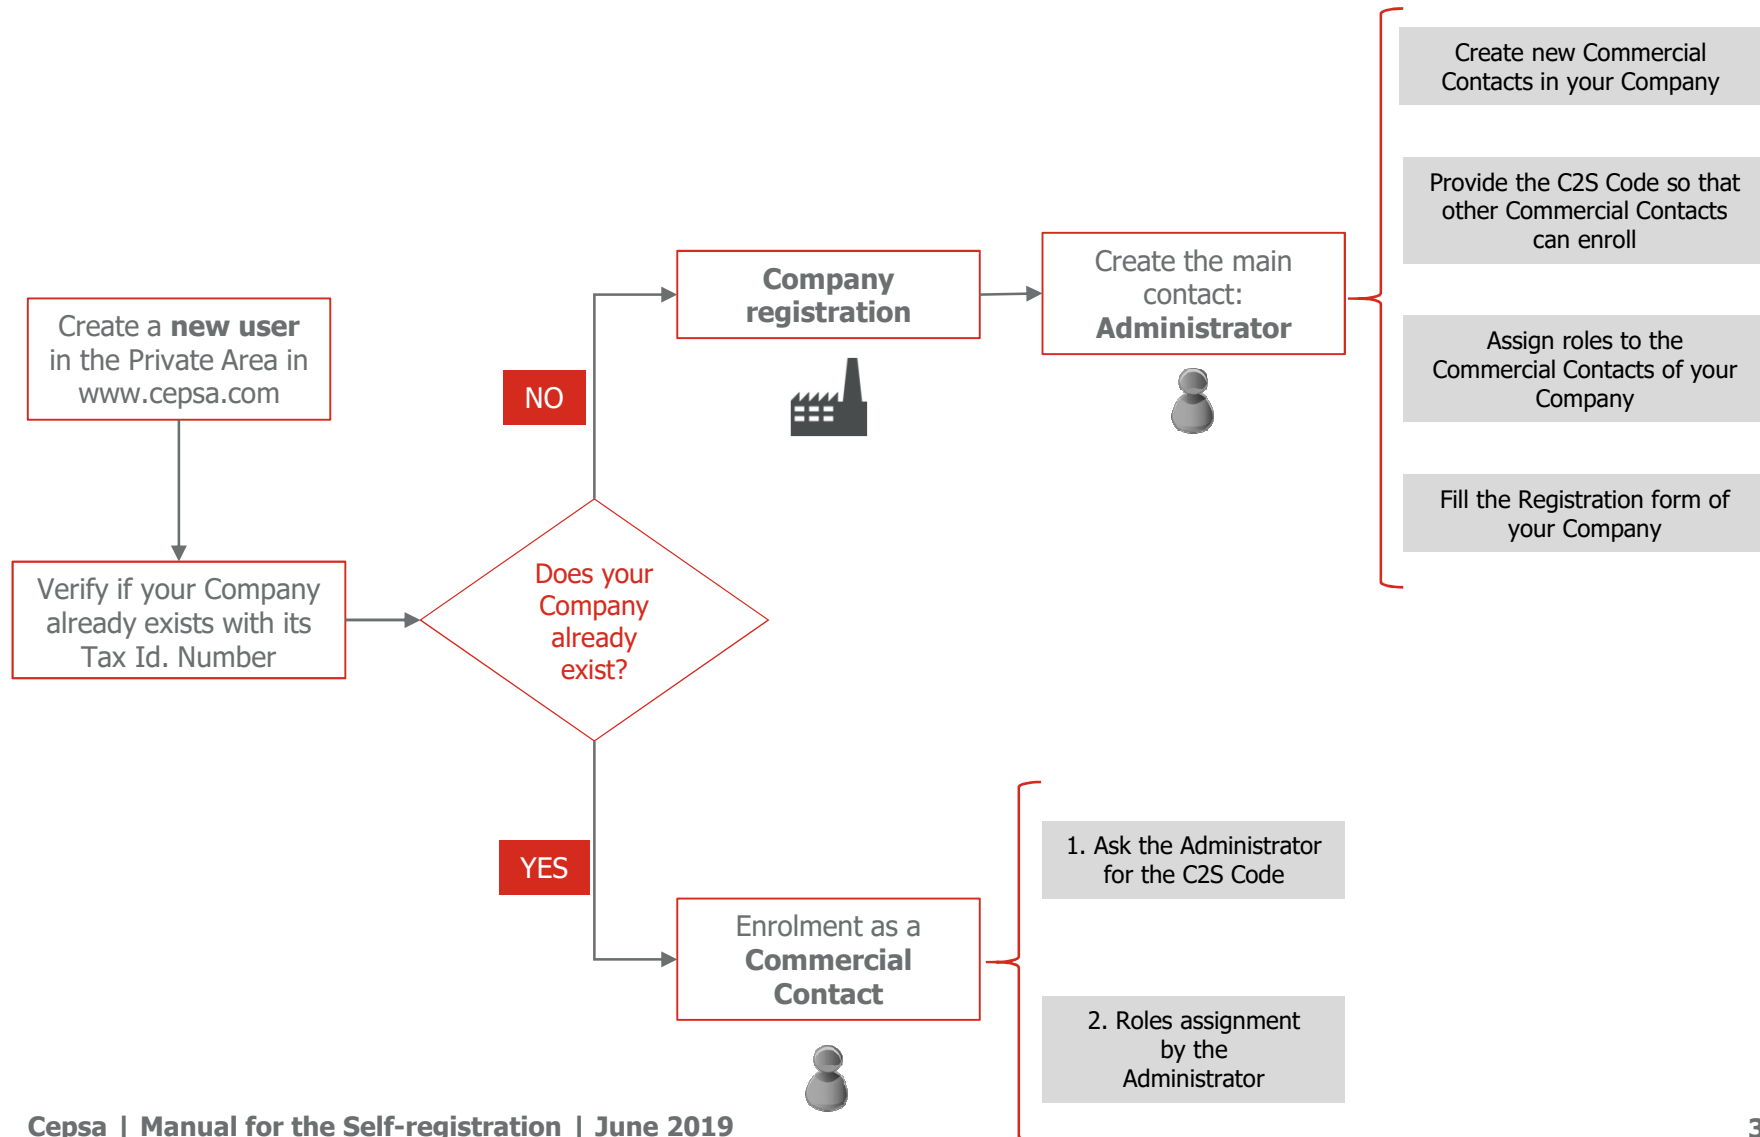 Create new Commercial
Contacts in your Company
Provide the C2S Code so that
other Commercial Contacts
can enroll
Company
registration
Create the main
contact:
Administrator
Create a new user
in the Private Area in
www.cepsa.com
NO
Assign roles to the
Commercial Contacts of your
Company
Fill the Registration form of
your Company
Verify if your Company
already exists with its
Tax Id. Number
Does your
Company
already
exist?
YES
1. Ask the Administrator
for the C2S Code
Enrolment as a
Commercial
Contact
2. Roles assignment
by the
Administrator
Cepsa | Manual for the Self-registration | June 2019
3